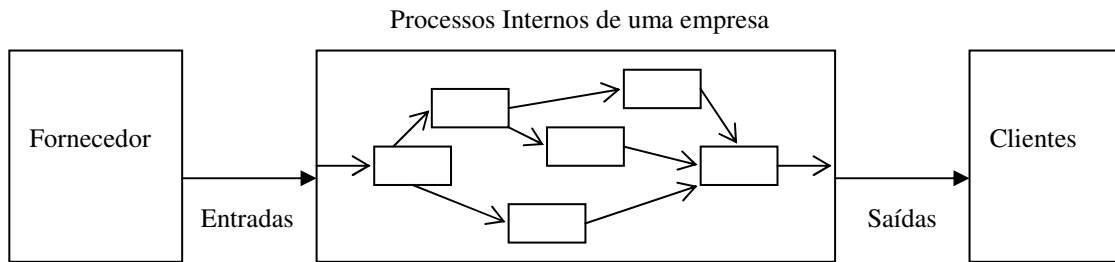 Processos Internos de uma empresa
Fornecedor
Entradas
Saídas
Clientes